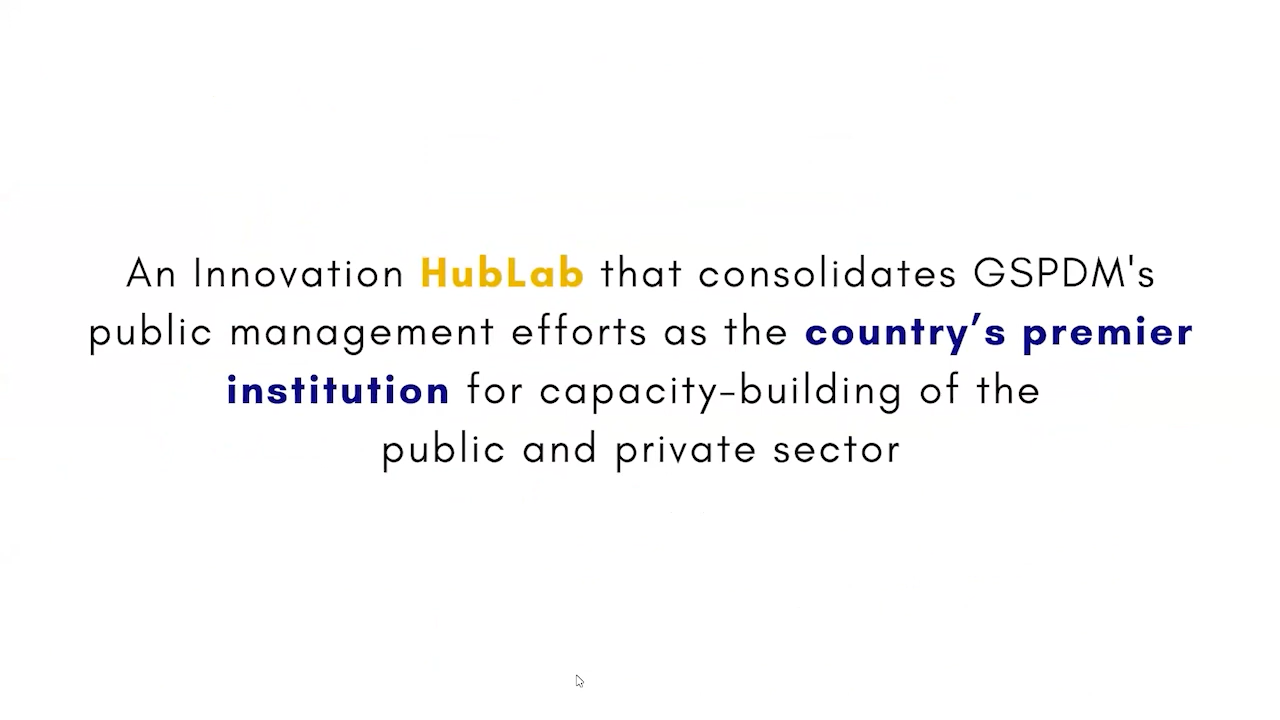 An Innovation HubLab that consolidates GSPDM's
public management efforts as the country’s premier
institution for capacity-building of the
public and private sector